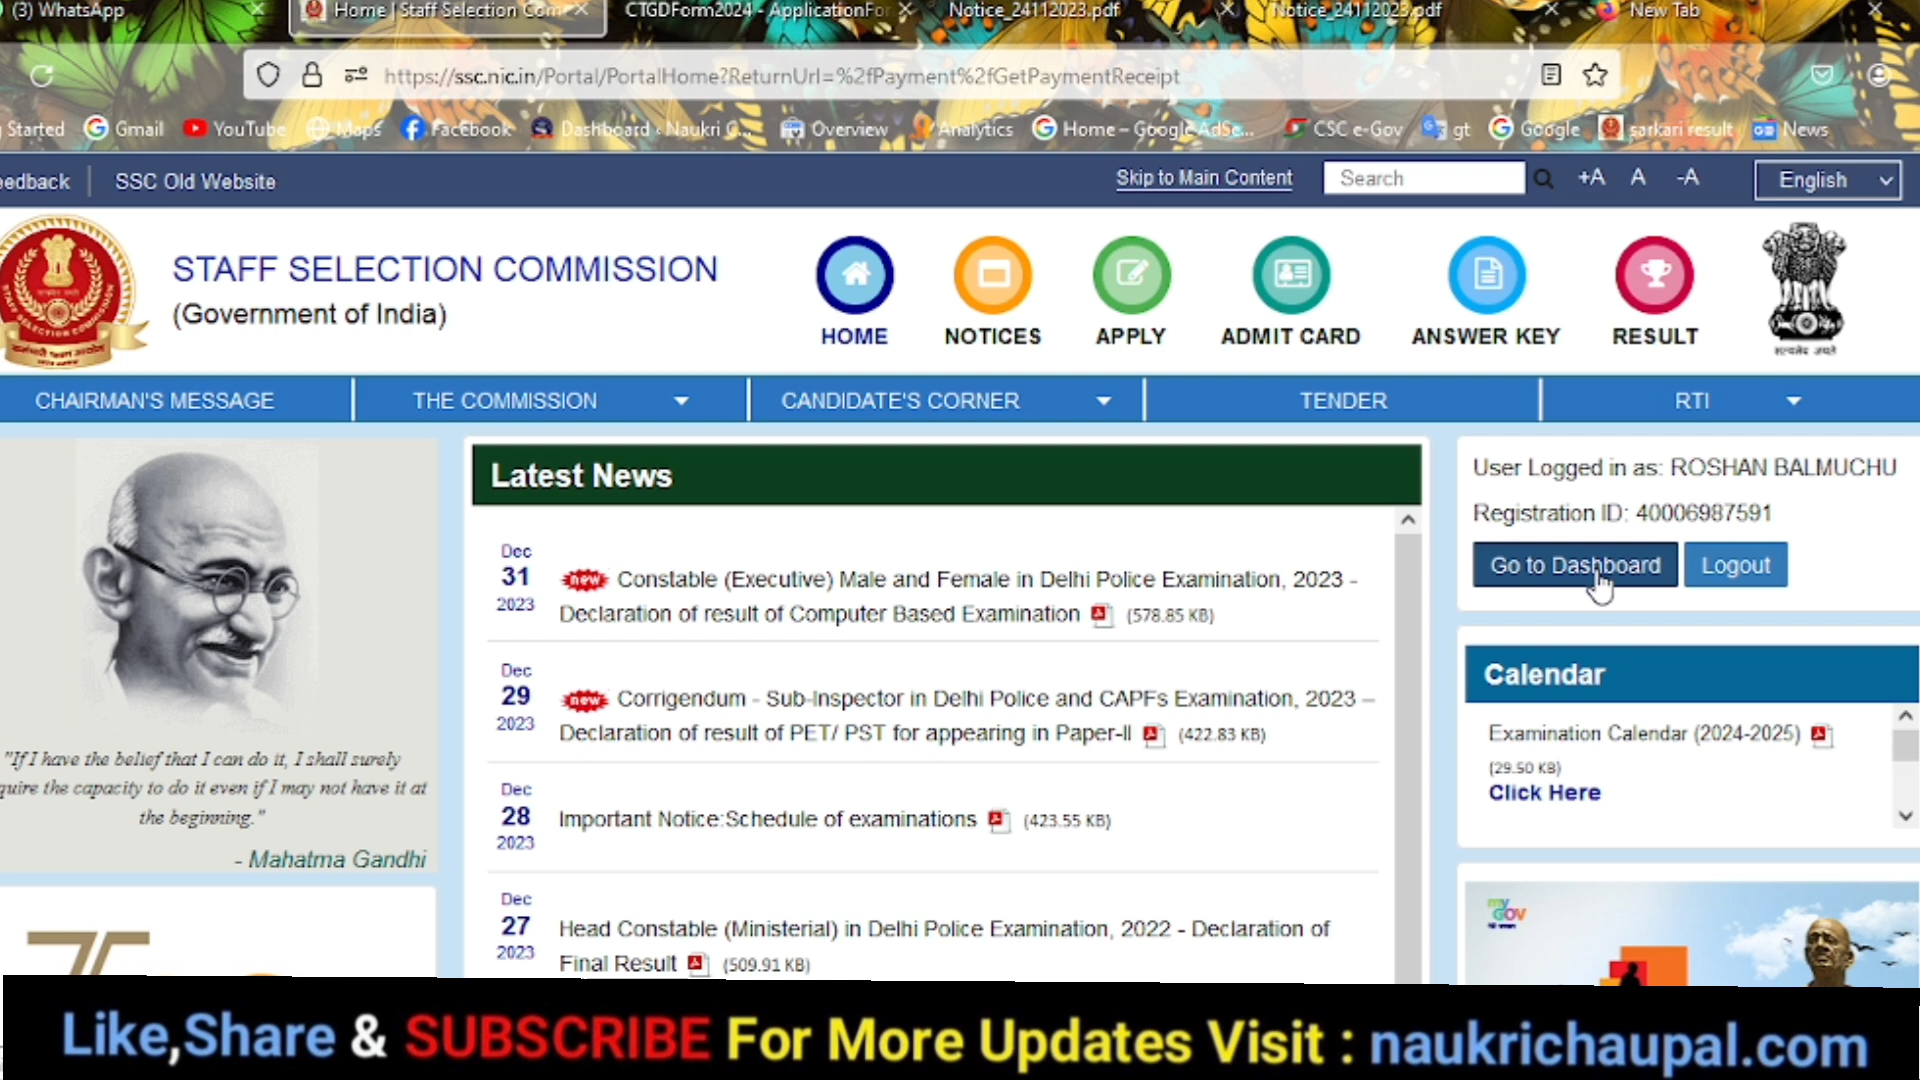 (3) WhatsApp
Home | Staff Selection Com
CTGDForm2024 - ApplicationFor
Notice_24112023.pdf
Notice_24112023.pdf
New Tab
https://ssc.nic.in/Portal/PortalHome?ReturnUrl=%2fPayment%2fGetPaymentReceipt
Started
Gmail
YouTube
Maps
Facebook
Dashboard ‹ Naukri C...
Overview
Analytics
Home – Google AdSe...
CSC e-Gov
gt
Google
sarkari result
News
eedback
SSC Old Website
Skip to Main Content
Search
+A A -A
English
STAFF SELECTION COMMISSION
(Government of India)
HOME
NOTICES
APPLY
ADMIT CARD
ANSWER KEY
RESULT
सत्यमेव जयते
CHAIRMAN'S MESSAGE
THE COMMISSION
CANDIDATE'S CORNER
TENDER
RTI
"If I have the belief that I can do it, I shall surely
quire the capacity to do it even if I may not have it at
the beginning."
- Mahatma Gandhi
75
Latest News
Dec
31
2023
new Constable (Executive) Male and Female in Delhi Police Examination, 2023 -
Declaration of result of Computer Based Examination (578.85 KB)
Dec
29
2023
new Corrigendum - Sub-Inspector in Delhi Police and CAPFs Examination, 2023 –
Declaration of result of PET/ PST for appearing in Paper-II (422.83 KB)
Dec
28
2023
Important Notice:Schedule of examinations (423.55 KB)
Dec
27
2023
Head Constable (Ministerial) in Delhi Police Examination, 2022 - Declaration of
Final Result (509.91 KB)
User Logged in as: ROSHAN BALMUCHU
Registration ID: 40006987591
Go to Dashboard
Logout
Calendar
Examination Calendar (2024-2025)
(29.50 KB)
Click Here
my
GOV
Like,Share & SUBSCRIBE For More Updates Visit : naukrichaupal.com